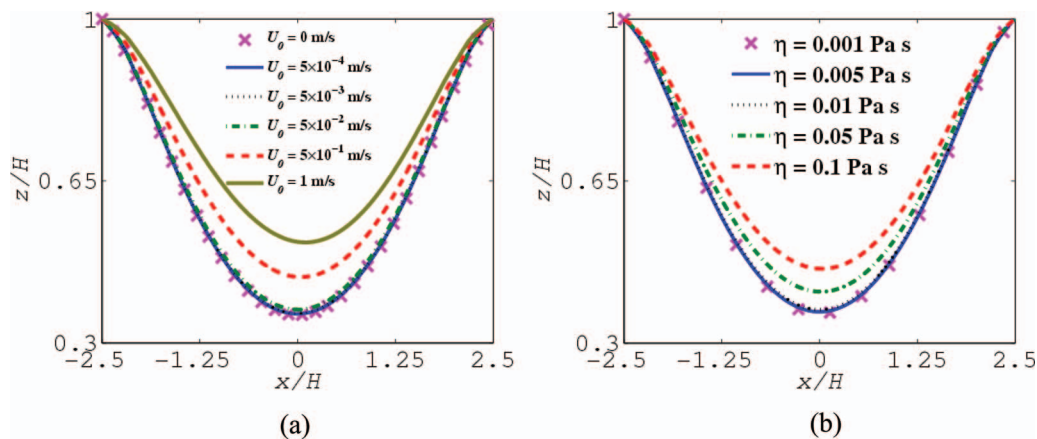 1
U₀ = 0 m/s
U₀ = 5×10⁻⁴ m/s
U₀ = 5×10⁻³ m/s
U₀ = 5×10⁻² m/s
U₀ = 5×10⁻¹ m/s
U₀ = 1 m/s
z/H
0.65
0.3
-2.5 -1.25 0 1.25 2.5
x/H
(a)
1
η = 0.001 Pa s
η = 0.005 Pa s
η = 0.01 Pa s
η = 0.05 Pa s
η = 0.1 Pa s
z/H
0.65
0.3
-2.5 -1.25 0 1.25 2.5
x/H
(b)